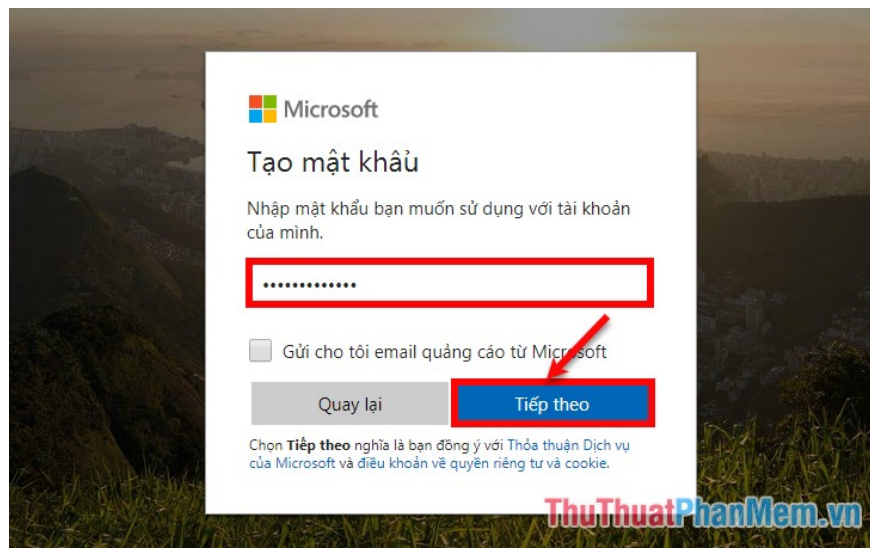 Microsoft
Tạo mật khẩu
Nhập mật khẩu bạn muốn sử dụng với tài khoản
của mình.
•••••••••••••
Gửi cho tôi email quảng cáo từ Microsoft
Quay lại
Tiếp theo
Chọn Tiếp theo nghĩa là bạn đồng ý với Thỏa thuận Dịch vụ
của Microsoft và điều khoản về quyền riêng tư và cookie.
ThuThuatPhanMem.vn